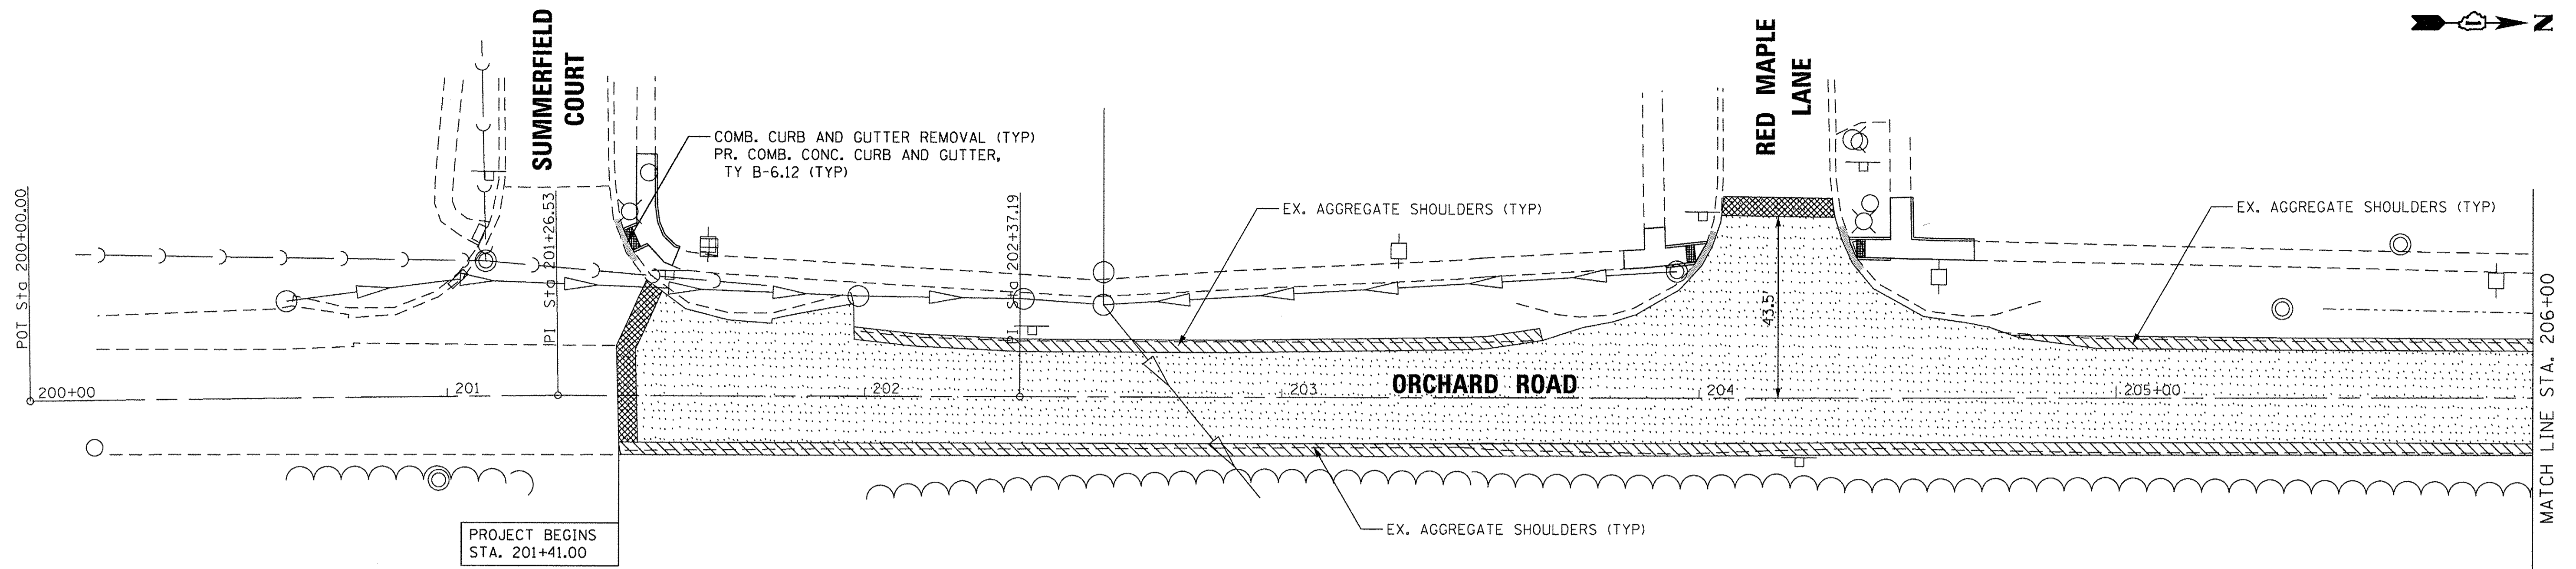 SUMMERFIELD
COURT
RED MAPLE
LANE
N
COMB. CURB AND GUTTER REMOVAL (TYP)
PR. COMB. CONC. CURB AND GUTTER,
TY B-6.12 (TYP)
POT Sta 200+00.00
PI Sta 201+26.53
PI Sta 202+37.19
EX. AGGREGATE SHOULDERS (TYP)
EX. AGGREGATE SHOULDERS (TYP)
43.5'
200+00
201
202
203
ORCHARD ROAD
204
205+00
MATCH LINE STA. 206+00
PROJECT BEGINS
STA. 201+41.00
EX. AGGREGATE SHOULDERS (TYP)